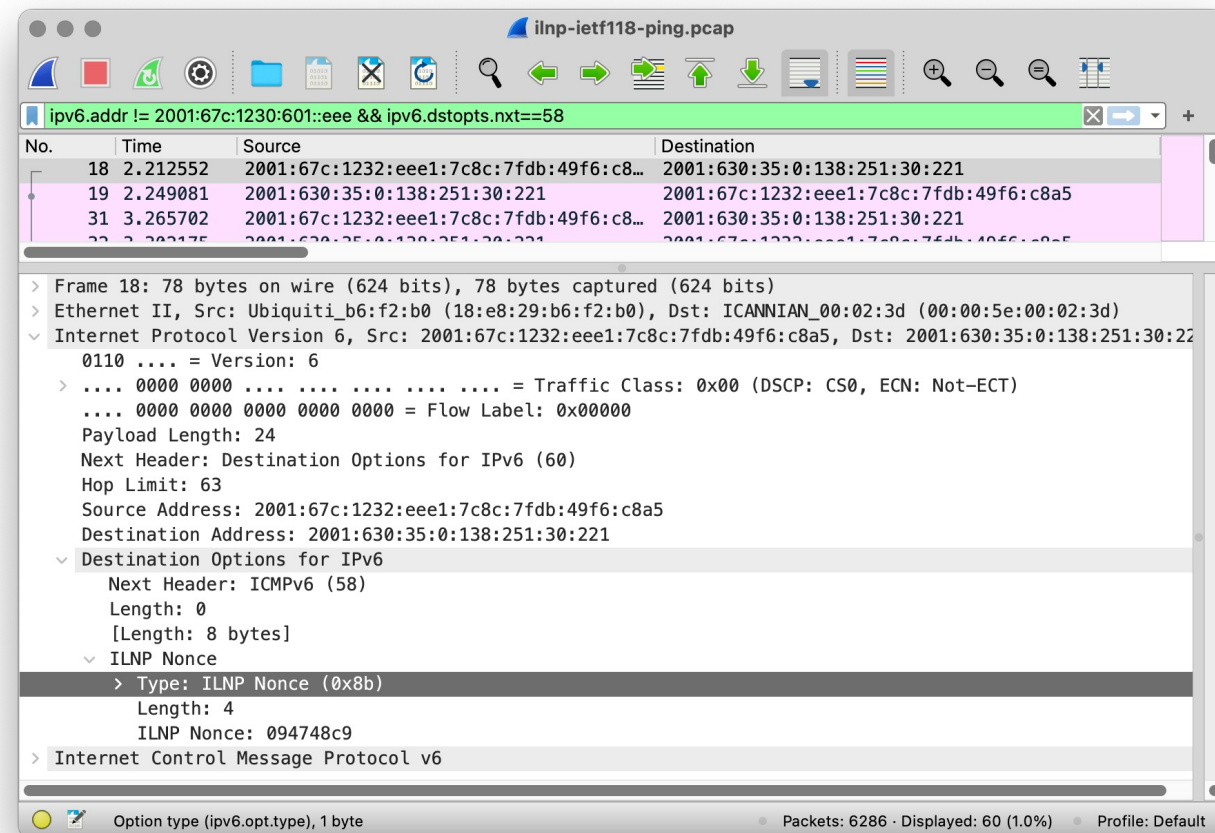 ilnp-ietf118-ping.pcap
ipv6.addr != 2001:67c:1230:601::eee && ipv6.dstopts.nxt==58
No. Time Source Destination
18 2.212552 2001:67c:1232:eee1:7c8c:7fdb:49f6:c8… 2001:630:35:0:138:251:30:221
19 2.249081 2001:630:35:0:138:251:30:221 2001:67c:1232:eee1:7c8c:7fdb:49f6:c8a5
31 3.265702 2001:67c:1232:eee1:7c8c:7fdb:49f6:c8… 2001:630:35:0:138:251:30:221
Frame 18: 78 bytes on wire (624 bits), 78 bytes captured (624 bits)
Ethernet II, Src: Ubiquiti_b6:f2:b0 (18:e8:29:b6:f2:b0), Dst: ICANNIAN_00:02:3d (00:00:5e:00:02:3d)
Internet Protocol Version 6, Src: 2001:67c:1232:eee1:7c8c:7fdb:49f6:c8a5, Dst: 2001:630:35:0:138:251:30:22
0110 .... = Version: 6
.... 0000 0000 .... .... .... .... .... = Traffic Class: 0x00 (DSCP: CS0, ECN: Not-ECT)
.... 0000 0000 0000 0000 0000 = Flow Label: 0x00000
Payload Length: 24
Next Header: Destination Options for IPv6 (60)
Hop Limit: 63
Source Address: 2001:67c:1232:eee1:7c8c:7fdb:49f6:c8a5
Destination Address: 2001:630:35:0:138:251:30:221
Destination Options for IPv6
Next Header: ICMPv6 (58)
Length: 0
[Length: 8 bytes]
ILNP Nonce
Type: ILNP Nonce (0x8b)
Length: 4
ILNP Nonce: 094748c9
Internet Control Message Protocol v6
Option type (ipv6.opt.type), 1 byte Packets: 6286 · Displayed: 60 (1.0%) Profile: Default